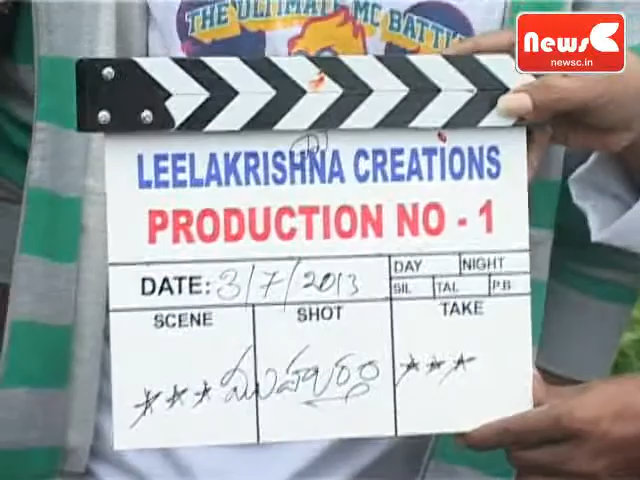 THE ULTIMATE MC BATTL
NewsC
newsc.in
LEELAKRISHNA CREATIONS
PRODUCTION NO - 1
DATE: 3/7/2013
DAY NIGHT
SIL TAL P.B
SCENE SHOT TAKE
*** ముహూర్తం ***